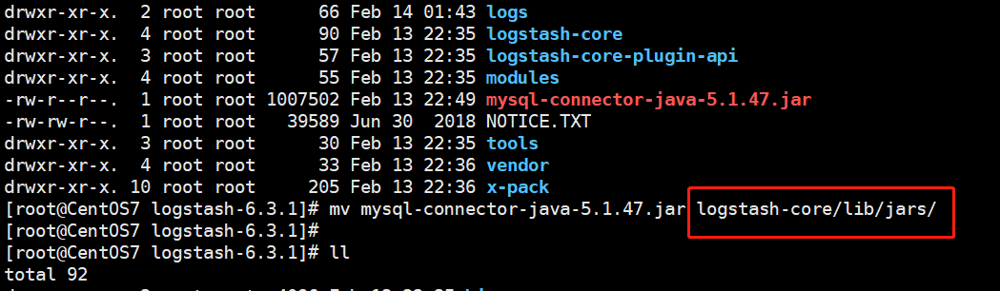 drwxr-xr-x.  2 root root      66 Feb 14 01:43 logs
drwxr-xr-x.  4 root root      90 Feb 13 22:35 logstash-core
drwxr-xr-x.  3 root root      57 Feb 13 22:35 logstash-core-plugin-api
drwxr-xr-x.  4 root root      55 Feb 13 22:35 modules
-rw-r--r--.  1 root root 1007502 Feb 13 22:49 mysql-connector-java-5.1.47.jar
-rw-rw-r--.  1 root root   39589 Jun 30  2018 NOTICE.TXT
drwxr-xr-x.  3 root root      30 Feb 13 22:35 tools
drwxr-xr-x.  4 root root      33 Feb 13 22:36 vendor
drwxr-xr-x. 10 root root     205 Feb 13 22:36 x-pack
[root@CentOS7 logstash-6.3.1]# mv mysql-connector-java-5.1.47.jar logstash-core/lib/jars/
[root@CentOS7 logstash-6.3.1]#
[root@CentOS7 logstash-6.3.1]# ll
total 92